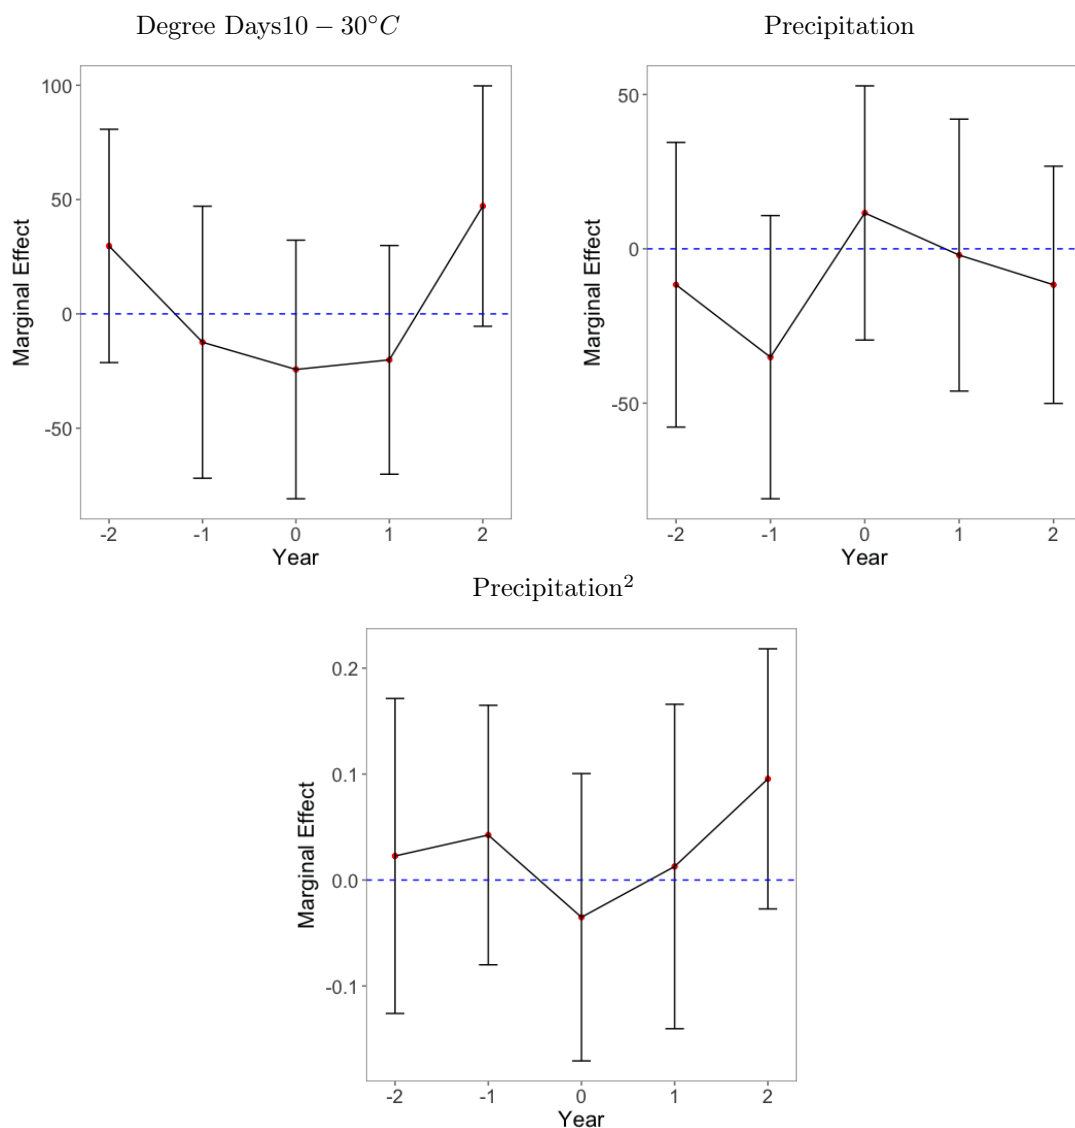 Degree Days10 − 30°C
100
50
0
-50
Marginal Effect
-2 -1 0 1 2
Year
Precipitation
50
0
-50
Marginal Effect
-2 -1 0 1 2
Year
Precipitation²
0.2
0.1
0.0
-0.1
Marginal Effect
-2 -1 0 1 2
Year